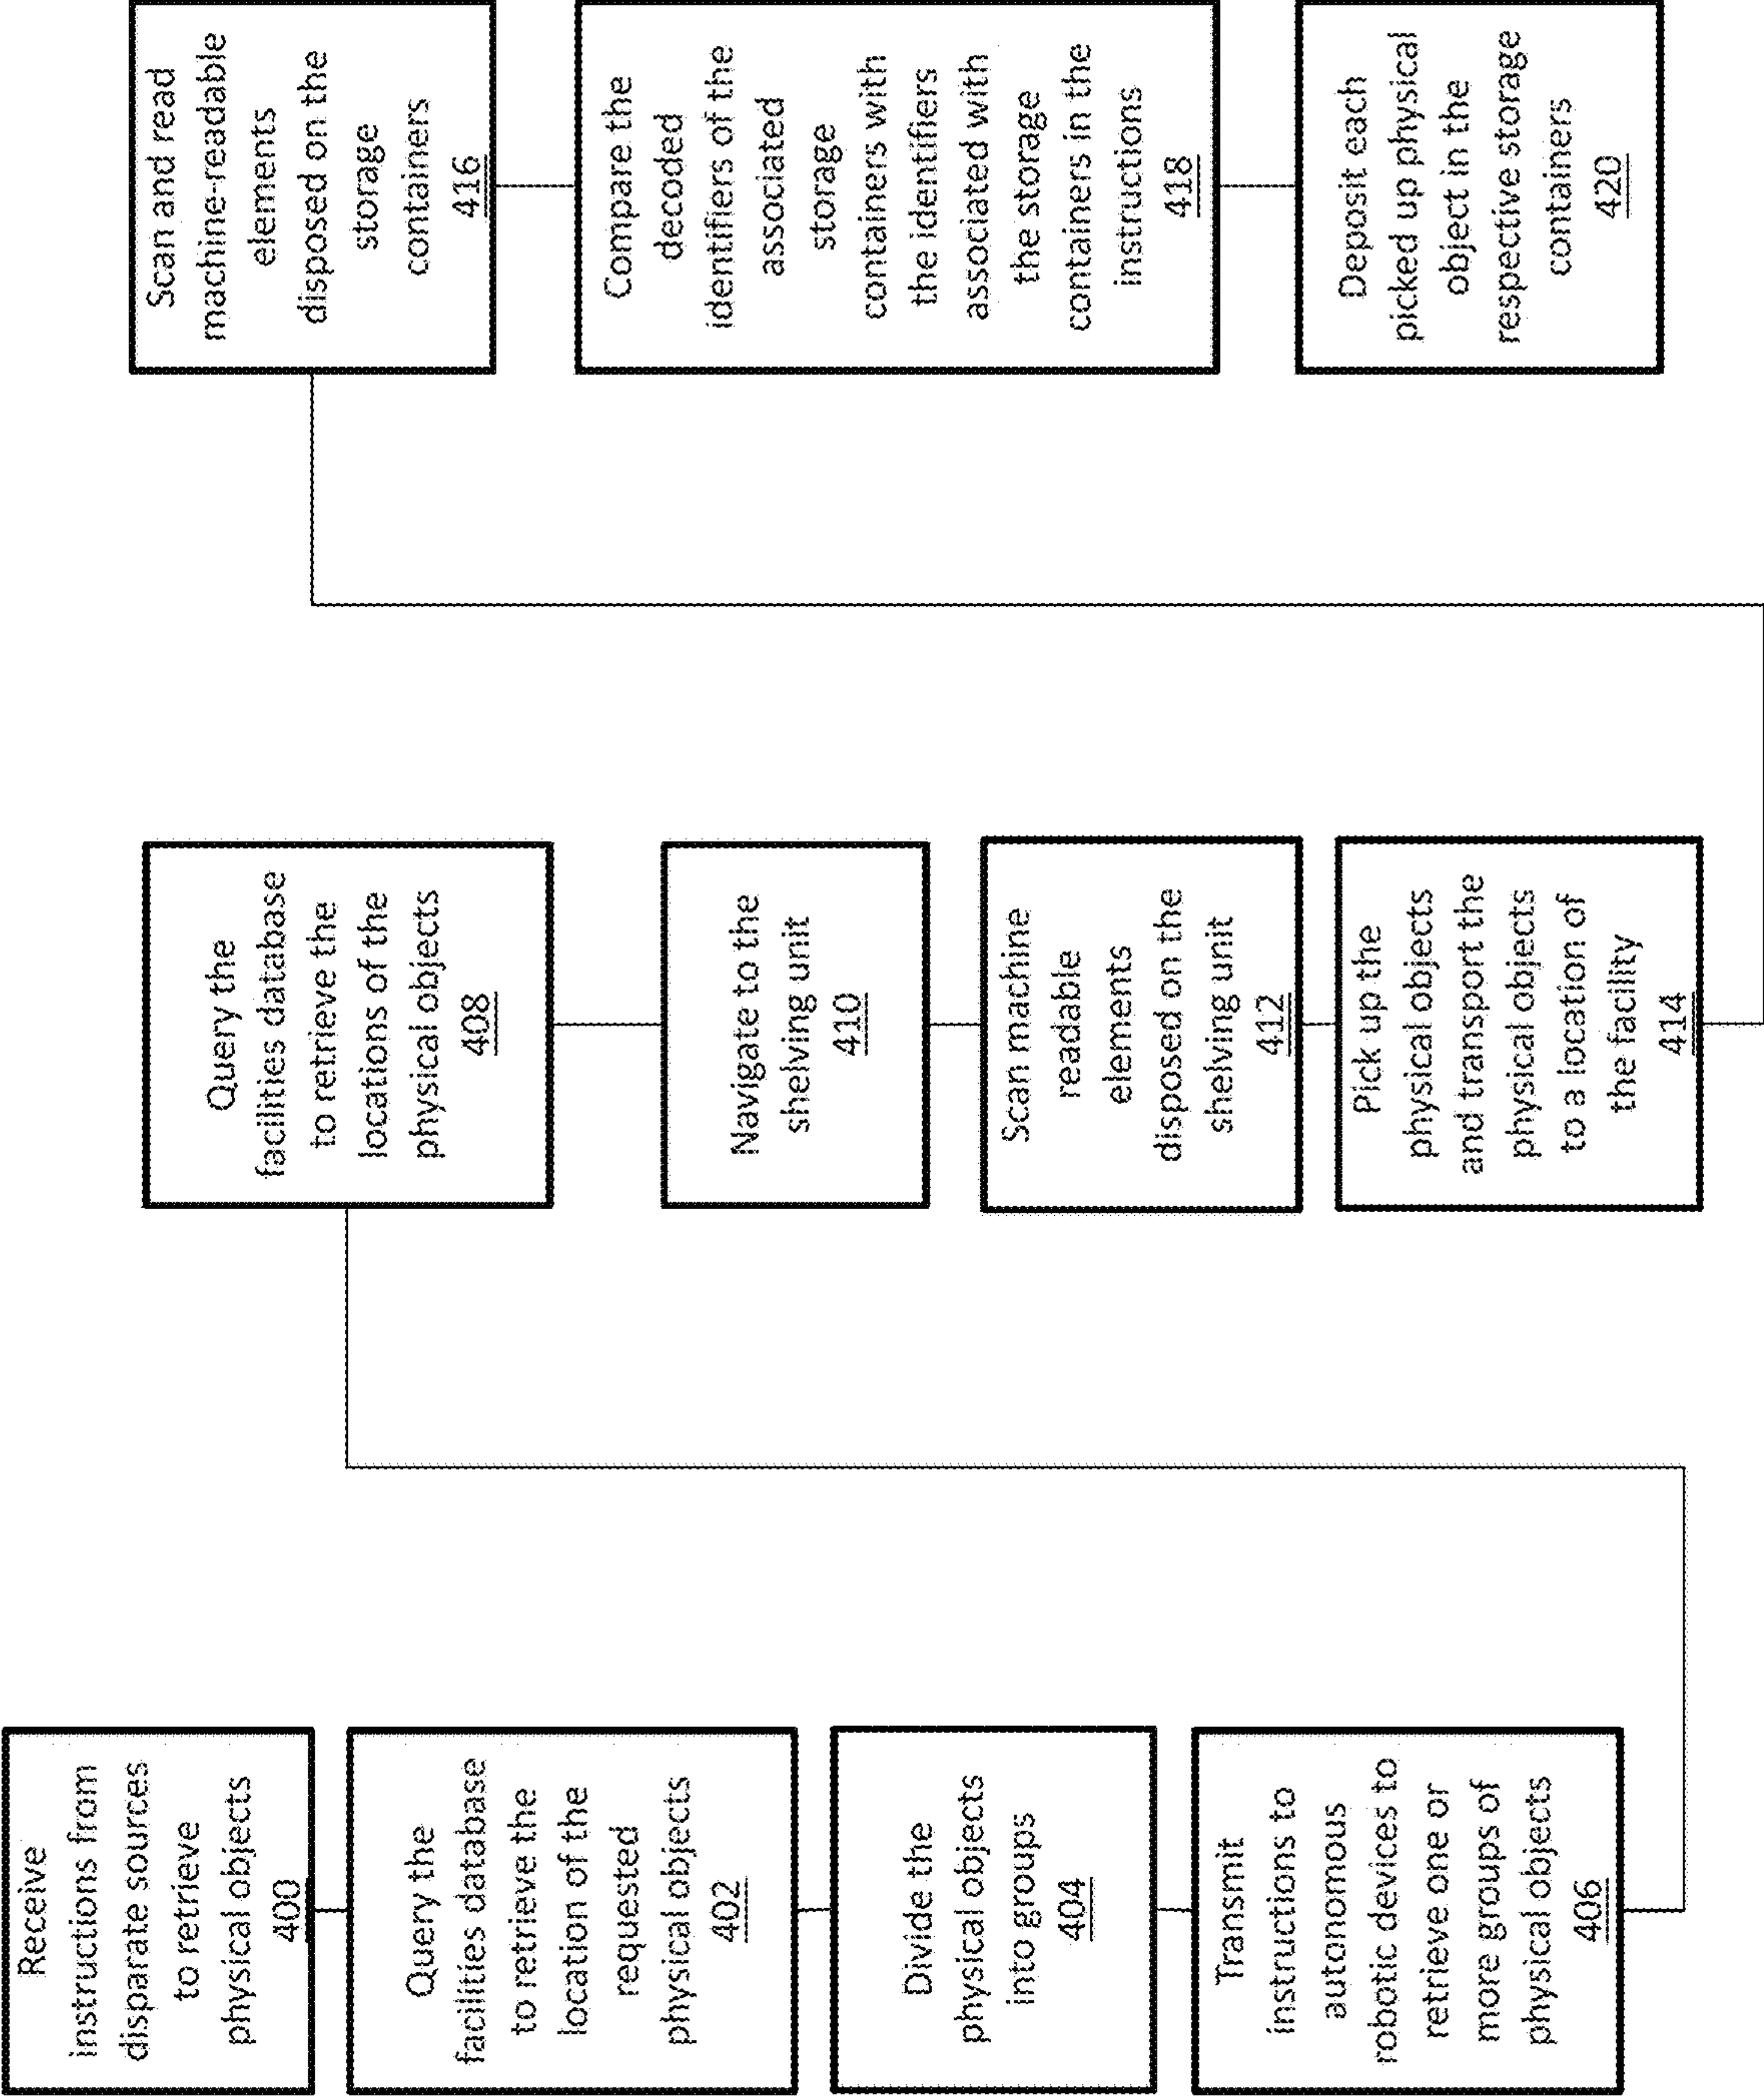 Receive
instructions from
disparate sources
to retrieve
physical objects
400
Query the
facilities database
to retrieve the
location of the
requested
physical objects
402
Divide the
physical objects
into groups
404
Transmit
instructions to
autonomous
robotic devices to
retrieve one or
more groups of
physical objects
406
Query the
facilities database
to retrieve the
locations of the
physical objects
408
Navigate to the
shelving unit
410
Scan machine
readable
elements
disposed on the
shelving unit
412
Pick up the
physical objects
and transport the
physical objects
to a location of
the facility
414
Scan and read
machine-readable
elements
disposed on the
storage
containers
416
Compare the
decoded
identifiers of the
associated
storage
containers with
the identifiers
associated with
the storage
containers in the
instructions
418
Deposit each
picked up physical
object in the
respective storage
containers
420